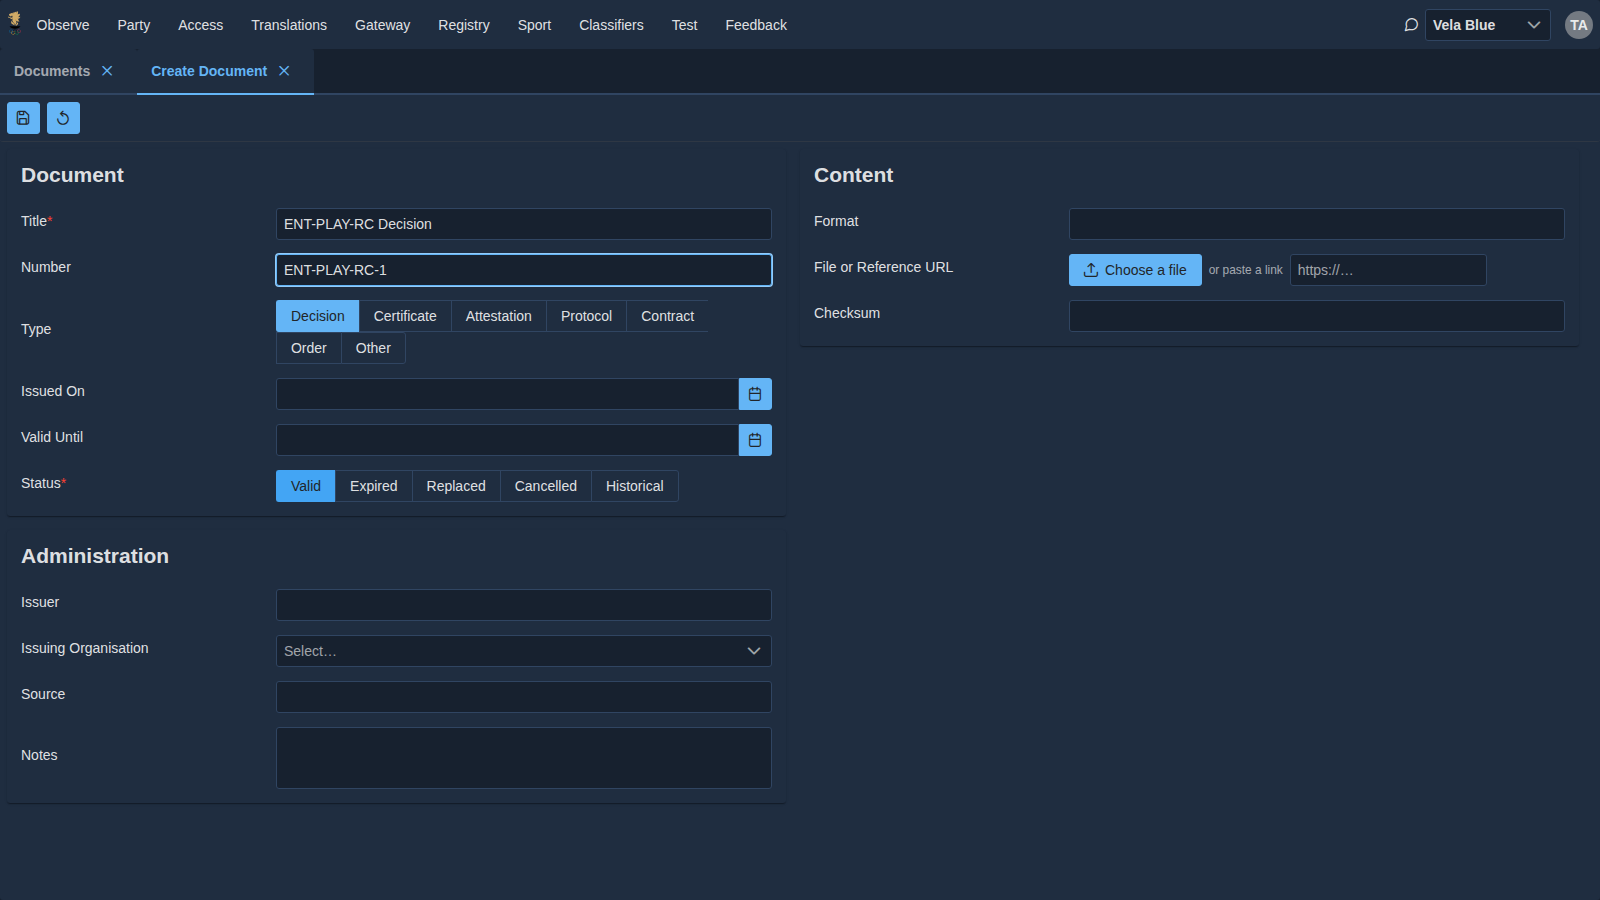 Observe Party Access Translations Gateway Registry Sport Classifiers Test Feedback Vela Blue TA
Documents Create Document
Document
Title* ENT-PLAY-RC Decision
Number ENT-PLAY-RC-1
Type Decision Certificate Attestation Protocol Contract
Order Other
Issued On
Valid Until
Status* Valid Expired Replaced Cancelled Historical
Content
Format
File or Reference URL Choose a file or paste a link https://…
Checksum
Administration
Issuer
Issuing Organisation Select…
Source
Notes